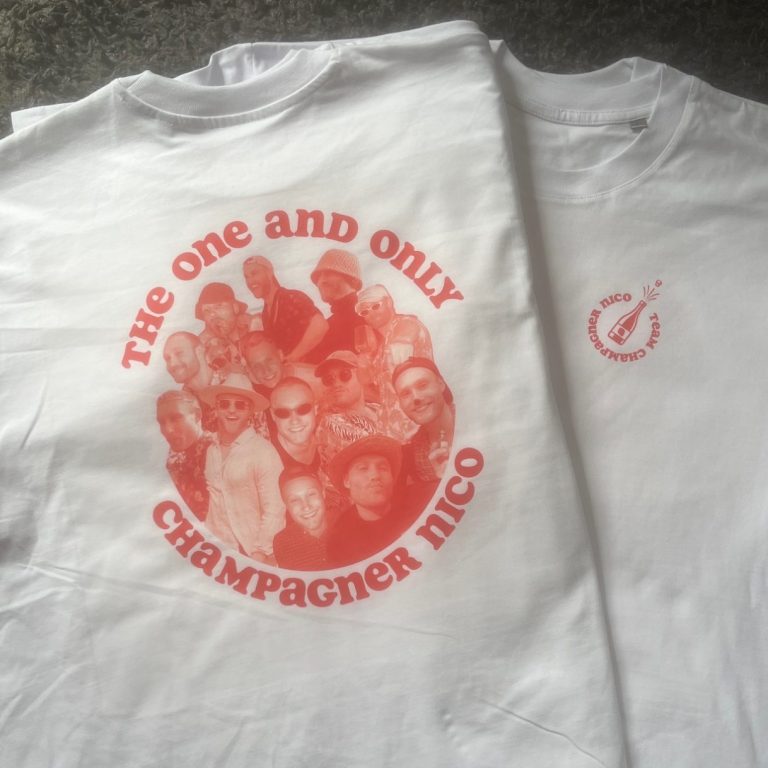 THE ONE AND ONLY
CHAMPAGNER NICO
TEAM CHAMPAGNER NICO